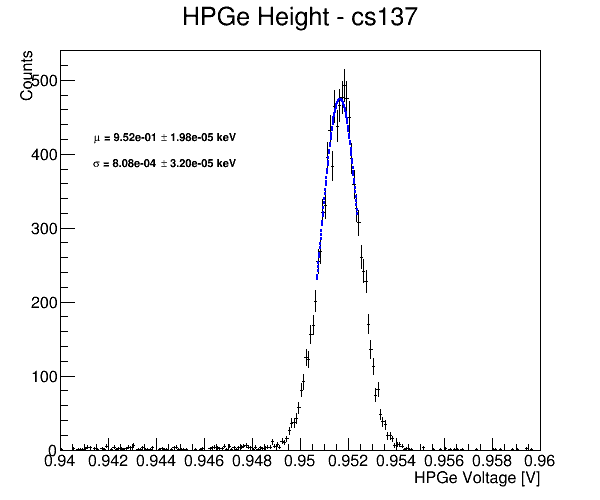 HPGe Height - cs137
Counts
500
400
300
200
100
0
μ = 9.52e-01 ± 1.98e-05 keV
σ = 8.08e-04 ± 3.20e-05 keV
0.94 0.942 0.944 0.946 0.948 0.95 0.952 0.954 0.956 0.958 0.96
HPGe Voltage [V]